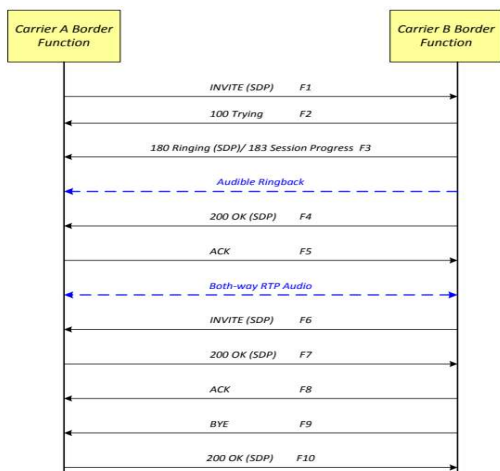 Carrier A Border
Function
Carrier B Border
Function
INVITE (SDP) F1
100 Trying F2
180 Ringing (SDP)/ 183 Session Progress F3
Audible Ringback
200 OK (SDP) F4
ACK F5
Both-way RTP Audio
INVITE (SDP) F6
200 OK (SDP) F7
ACK F8
BYE F9
200 OK (SDP) F10